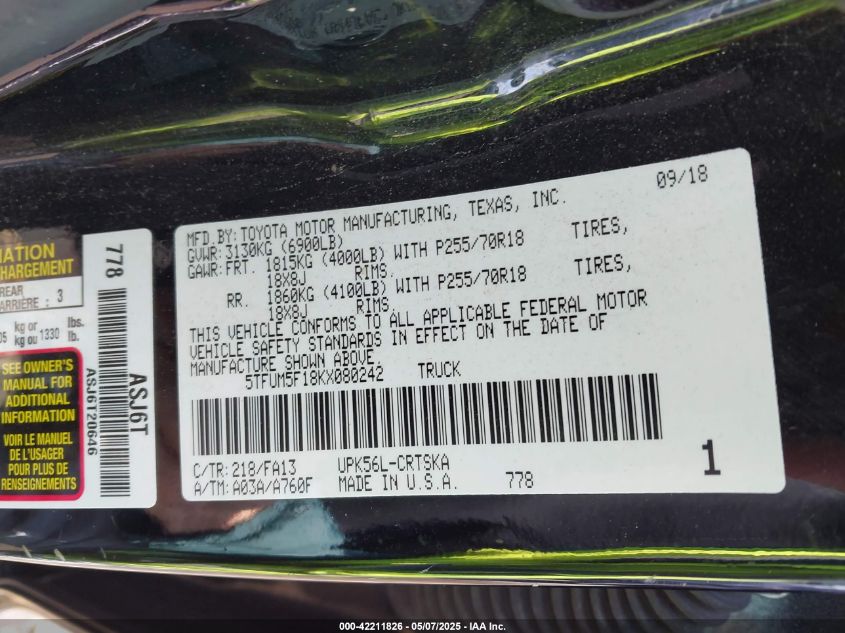 09/18
MFD.BY:TOYOTA MOTOR MANUFACTURING, TEXAS, INC.
GVWR:3130KG (6900LB)
GAWR:FRT. 1815KG (4000LB) WITH P255/70R18 TIRES,
18X8J RIMS.
RR. 1860KG (4100LB) WITH P255/70R18 TIRES,
18X8J RIMS.
THIS VEHICLE CONFORMS TO ALL APPLICABLE FEDERAL MOTOR
VEHICLE SAFETY STANDARDS IN EFFECT ON THE DATE OF
MANUFACTURE SHOWN ABOVE.
5TFUM5F18KX080242 TRUCK
C/TR:218/FA13 UPK56L-CRTSKA
A/TM:A03A/A760F MADE IN U.S.A. 778
1
REAR
ARRIÈRE : 3
kg or 1330 lbs.
kg ou lb.
SEE OWNER'S
MANUAL FOR
ADDITIONAL
INFORMATION
VOIR LE MANUEL
DE L'USAGER
POUR PLUS DE
RENSEIGNEMENTS
778
ASJ6T20646
ASJ6T
000-42211826 | 05/07/2025 | IAA Inc.